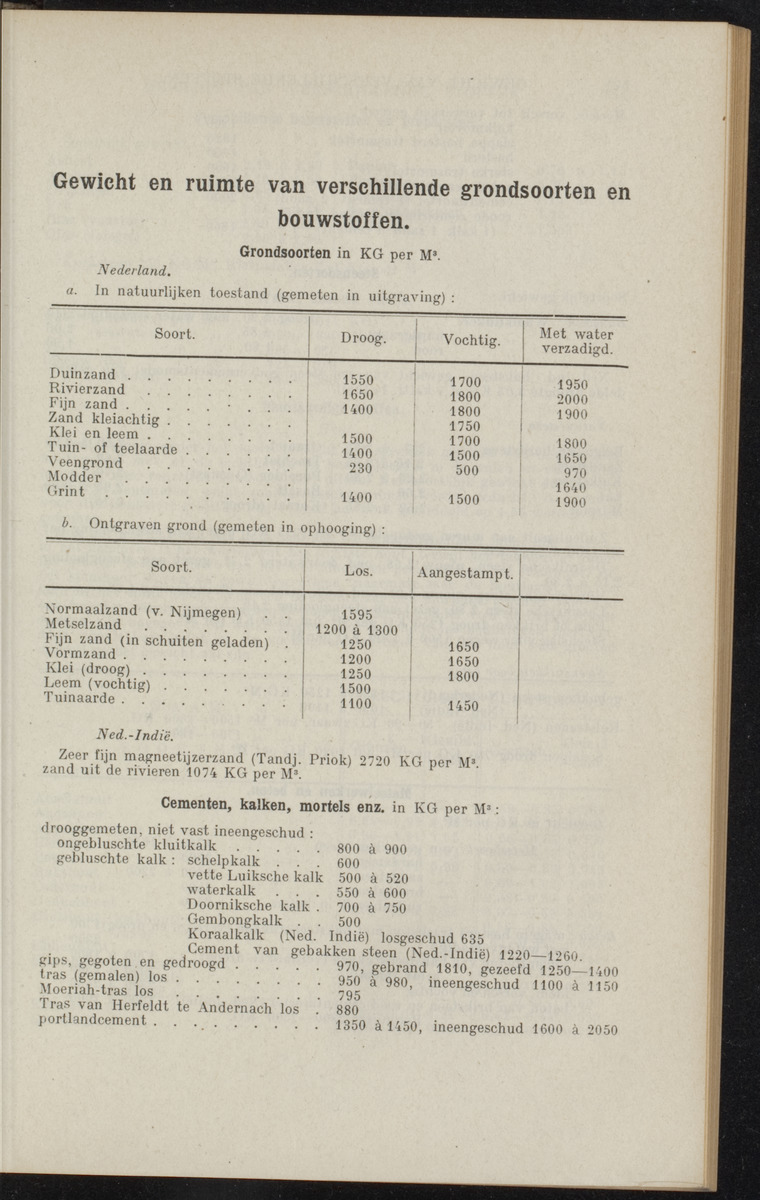 Gewicht en ruimte van verschillende grondsoorten en
bouwstoffen.
Grondsoorten in KG per M³.
Nederland.
a. In natuurlijken toestand (gemeten in uitgraving) :
Soort. Droog. Vochtig. Met water
verzadigd.
Duinzand . . . . . . . . . 1550 1700 1950
Rivierzand . . . . . . . . 1650 1800 2000
Fijn zand . . . . . . . . . 1400 1800 1900
Zand kleiachtig . . . . . . . 1750
Klei en leem . . . . . . . . 1500 1700 1800
Tuin- of teelaarde . . . . . . 1400 1500 1650
Veengrond . . . . . . . . 230 500 970
Modder . . . . . . . . . 1640
Grint . . . . . . . . . . 1400 1500 1900
b. Ontgraven grond (gemeten in ophooging) :
Soort. Los. Aangestampt.
Normaalzand (v. Nijmegen) . . 1595
Metselzand . . . . . . . . 1200 à 1300
Fijn zand (in schuiten geladen) . 1250 1650
Vormzand . . . . . . . . . 1200 1650
Klei (droog) . . . . . . . . 1250 1800
Leem (vochtig) . . . . . . . 1500
Tuinaarde . . . . . . . . . 1100 1450
Ned.-Indië.
Zeer fijn magneetijzerzand (Tandj. Priok) 2720 KG per M³.
zand uit de rivieren 1074 KG per M³.
Cementen, kalken, mortels enz. in KG per M³ :
drooggemeten, niet vast ineengeschud :
ongebluschte kluitkalk . . . . . 800 à 900
gebluschte kalk : schelpkalk . . . 600
vette Luiksche kalk 500 à 520
waterkalk . . . 550 à 600
Doorniksche kalk . 700 à 750
Gembongkalk . . 500
Koraalkalk (Ned. Indië) losgeschud 635
Cement van gebakken steen (Ned.-Indië) 1220—1260.
gips, gegoten en gedroogd . . . . . 970, gebrand 1810, gezeefd 1250—1400
tras (gemalen) los . . . . . . . . 950 à 980, ineengeschud 1100 à 1150
Moeriah-tras los . . . . . . . . 795
Tras van Herfeldt te Andernach los . 880
portlandcement . . . . . . . . . 1350 à 1450, ineengeschud 1600 à 2050